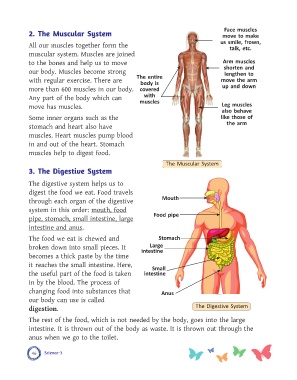 2. The Muscular System
All our muscles together form the
muscular system. Muscles are joined
to the bones and help us to move
our body. Muscles become strong
with regular exercise. There are
more than 600 muscles in our body.
Any part of the body which can
move has muscles.
Some inner organs such as the
stomach and heart also have
muscles. Heart muscles pump blood
in and out of the heart. Stomach
muscles help to digest food.
The entire
body is
covered
with
muscles
Face muscles
move to make
us smile, frown,
talk, etc.
Arm muscles
shorten and
lengthen to
move the arm
up and down
Leg muscles
also behave
like those of
the arm
The Muscular System
3. The Digestive System
The digestive system helps us to
digest the food we eat. Food travels
through each organ of the digestive
system in this order: mouth, food
pipe, stomach, small intestine, large
intestine and anus.
The food we eat is chewed and
broken down into small pieces. It
becomes a thick paste by the time
it reaches the small intestine. Here,
the useful part of the food is taken
in by the blood. The process of
changing food into substances that
our body can use is called
digestion.
Mouth
Food pipe
Stomach
Large
intestine
Small
intestine
Anus
The Digestive System
The rest of the food, which is not needed by the body, goes into the large
intestine. It is thrown out of the body as waste. It is thrown out through the
anus when we go to the toilet.
Science-3